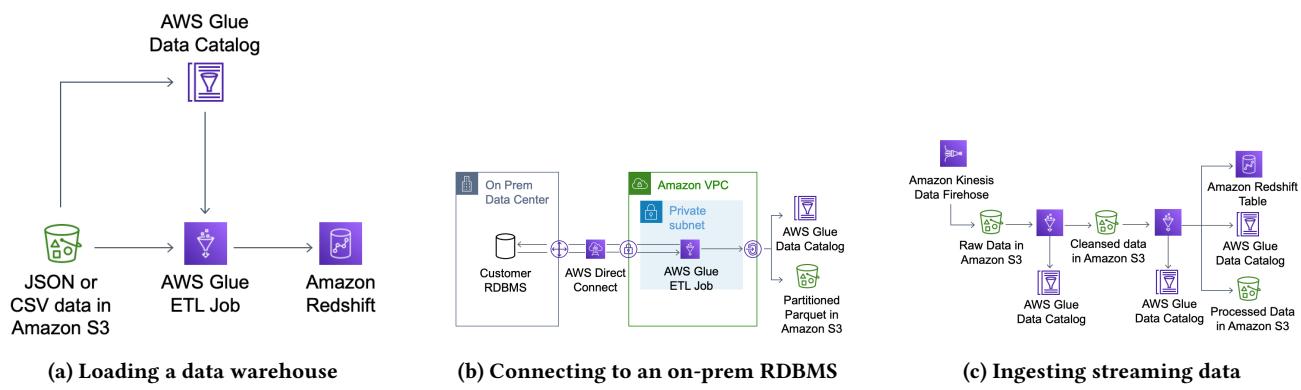 AWS Glue
Data Catalog
JSON or
CSV data in
Amazon S3
AWS Glue
ETL Job
Amazon
Redshift
(a) Loading a data warehouse
On Prem
Data Center
Customer
RDBMS
AWS Direct
Connect
Amazon VPC
Private
subnet
AWS Glue
ETL Job
AWS Glue
Data Catalog
Partitioned
Parquet in
Amazon S3
(b) Connecting to an on-prem RDBMS
Amazon Kinesis
Data Firehose
Raw Data in
Amazon S3
AWS Glue
Data Catalog
Cleansed data
in Amazon S3
AWS Glue
Data Catalog
Amazon Redshift
Table
AWS Glue
Data Catalog
Processed Data
in Amazon S3
(c) Ingesting streaming data